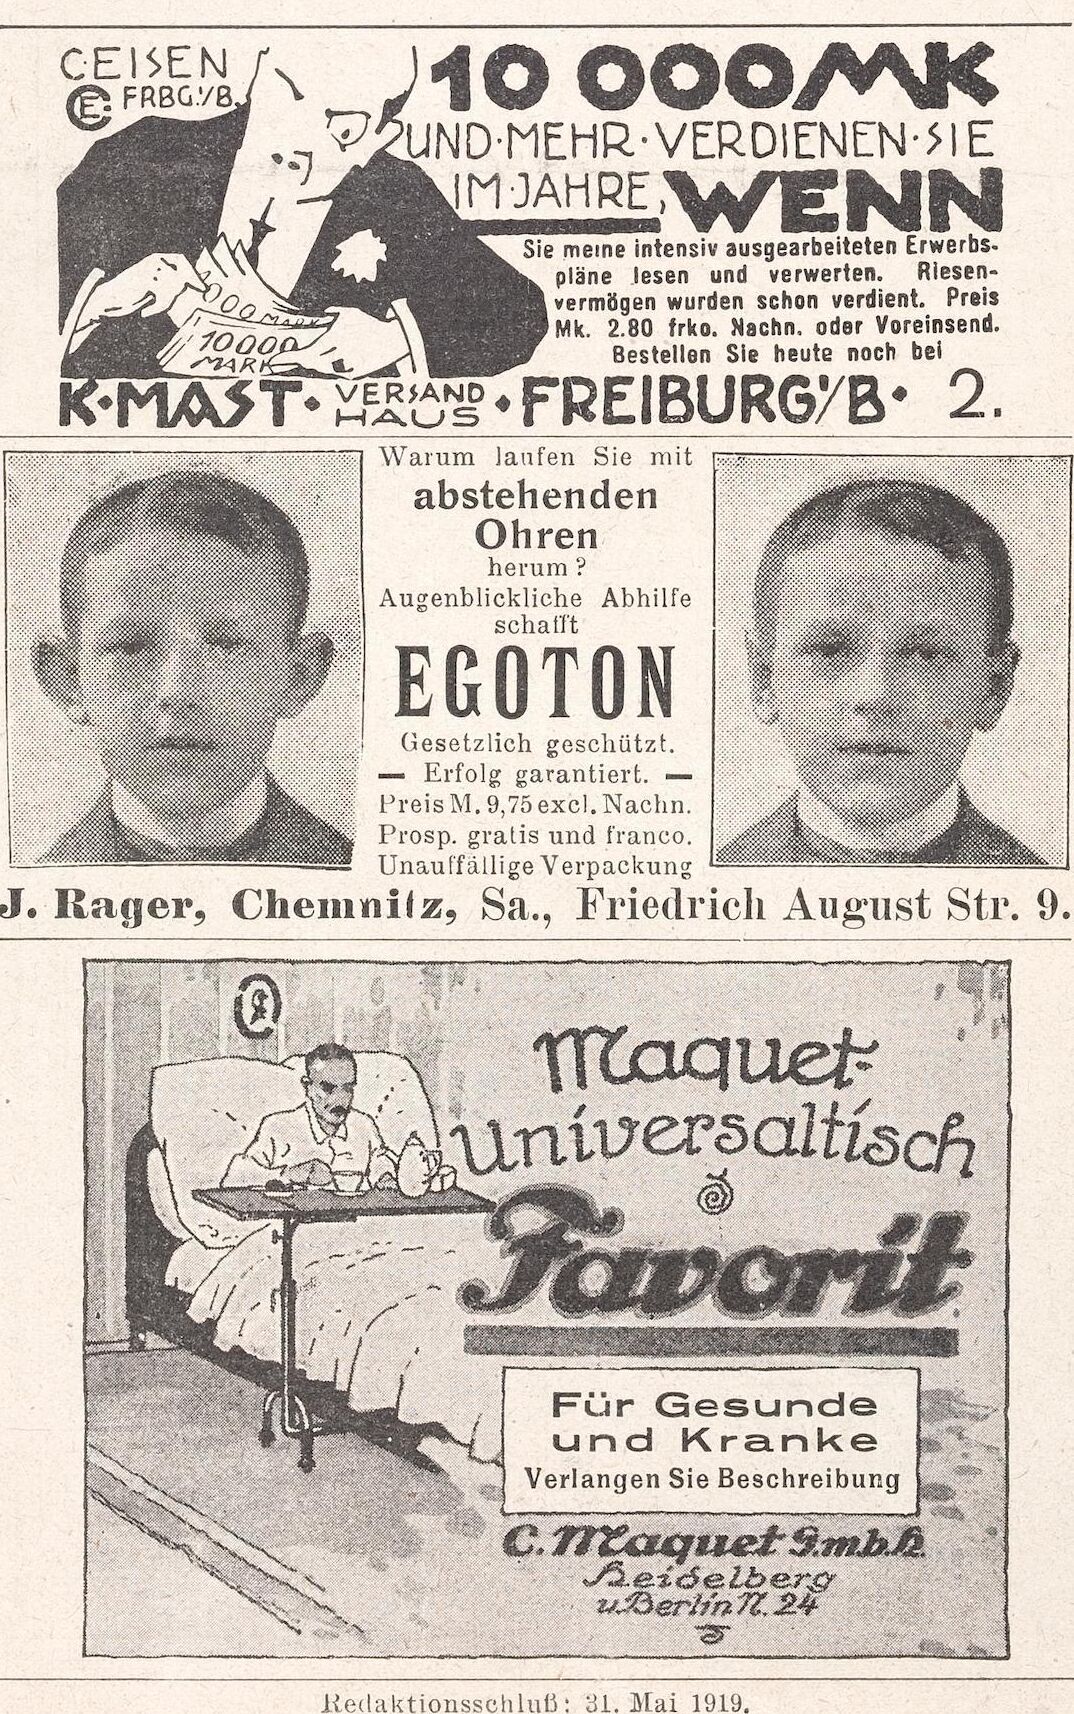 C·EISEN
CE: FRBG.I/B.
10 000 MK
UND·MEHR·VERDIENEN·SIE
IM·JAHRE, WENN
Sie meine intensiv ausgearbeiteten Erwerbs-
pläne lesen und verwerten. Riesen-
vermögen wurden schon verdient. Preis
Mk. 2.80 frko. Nachn. oder Voreinsend.
Bestellen Sie heute noch bei
000 MARK
10000
MARK
K·MAST· VERSAND
HAUS ·FREIBURG I/B· 2.
Warum laufen Sie mit
abstehenden
Ohren
herum?
Augenblickliche Abhilfe
schafft
EGOTON
Gesetzlich geschützt.
— Erfolg garantiert. —
Preis M. 9,75 excl. Nachn.
Prosp. gratis und franco.
Unauffällige Verpackung
J. Rager, Chemnitz, Sa., Friedrich August Str. 9.
Maquet-
universaltisch
Favorit
Für Gesunde
und Kranke
Verlangen Sie Beschreibung
C. Maquet G.m.b.H.
Heidelberg
u. Berlin N. 24
Redaktionsschluß: 31. Mai 1919.